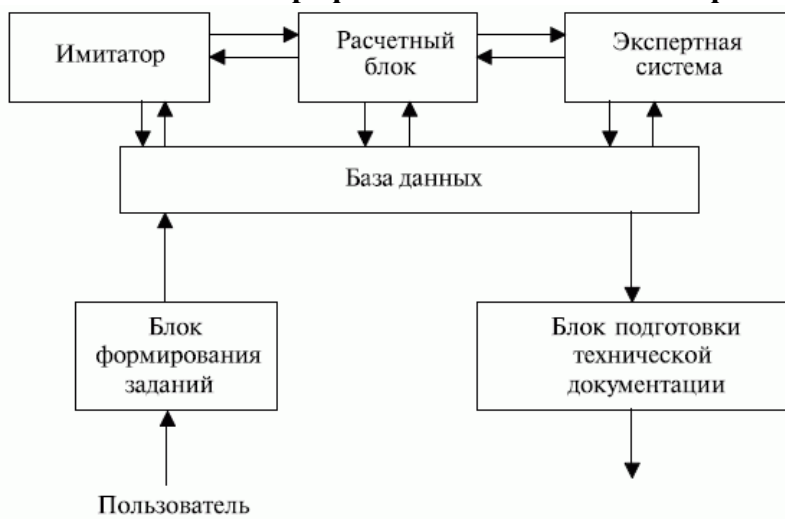 Имитатор
Расчетный
блок
Экспертная
система
База данных
Блок
формирования
заданий
Блок подготовки
технической
документации
Пользователь